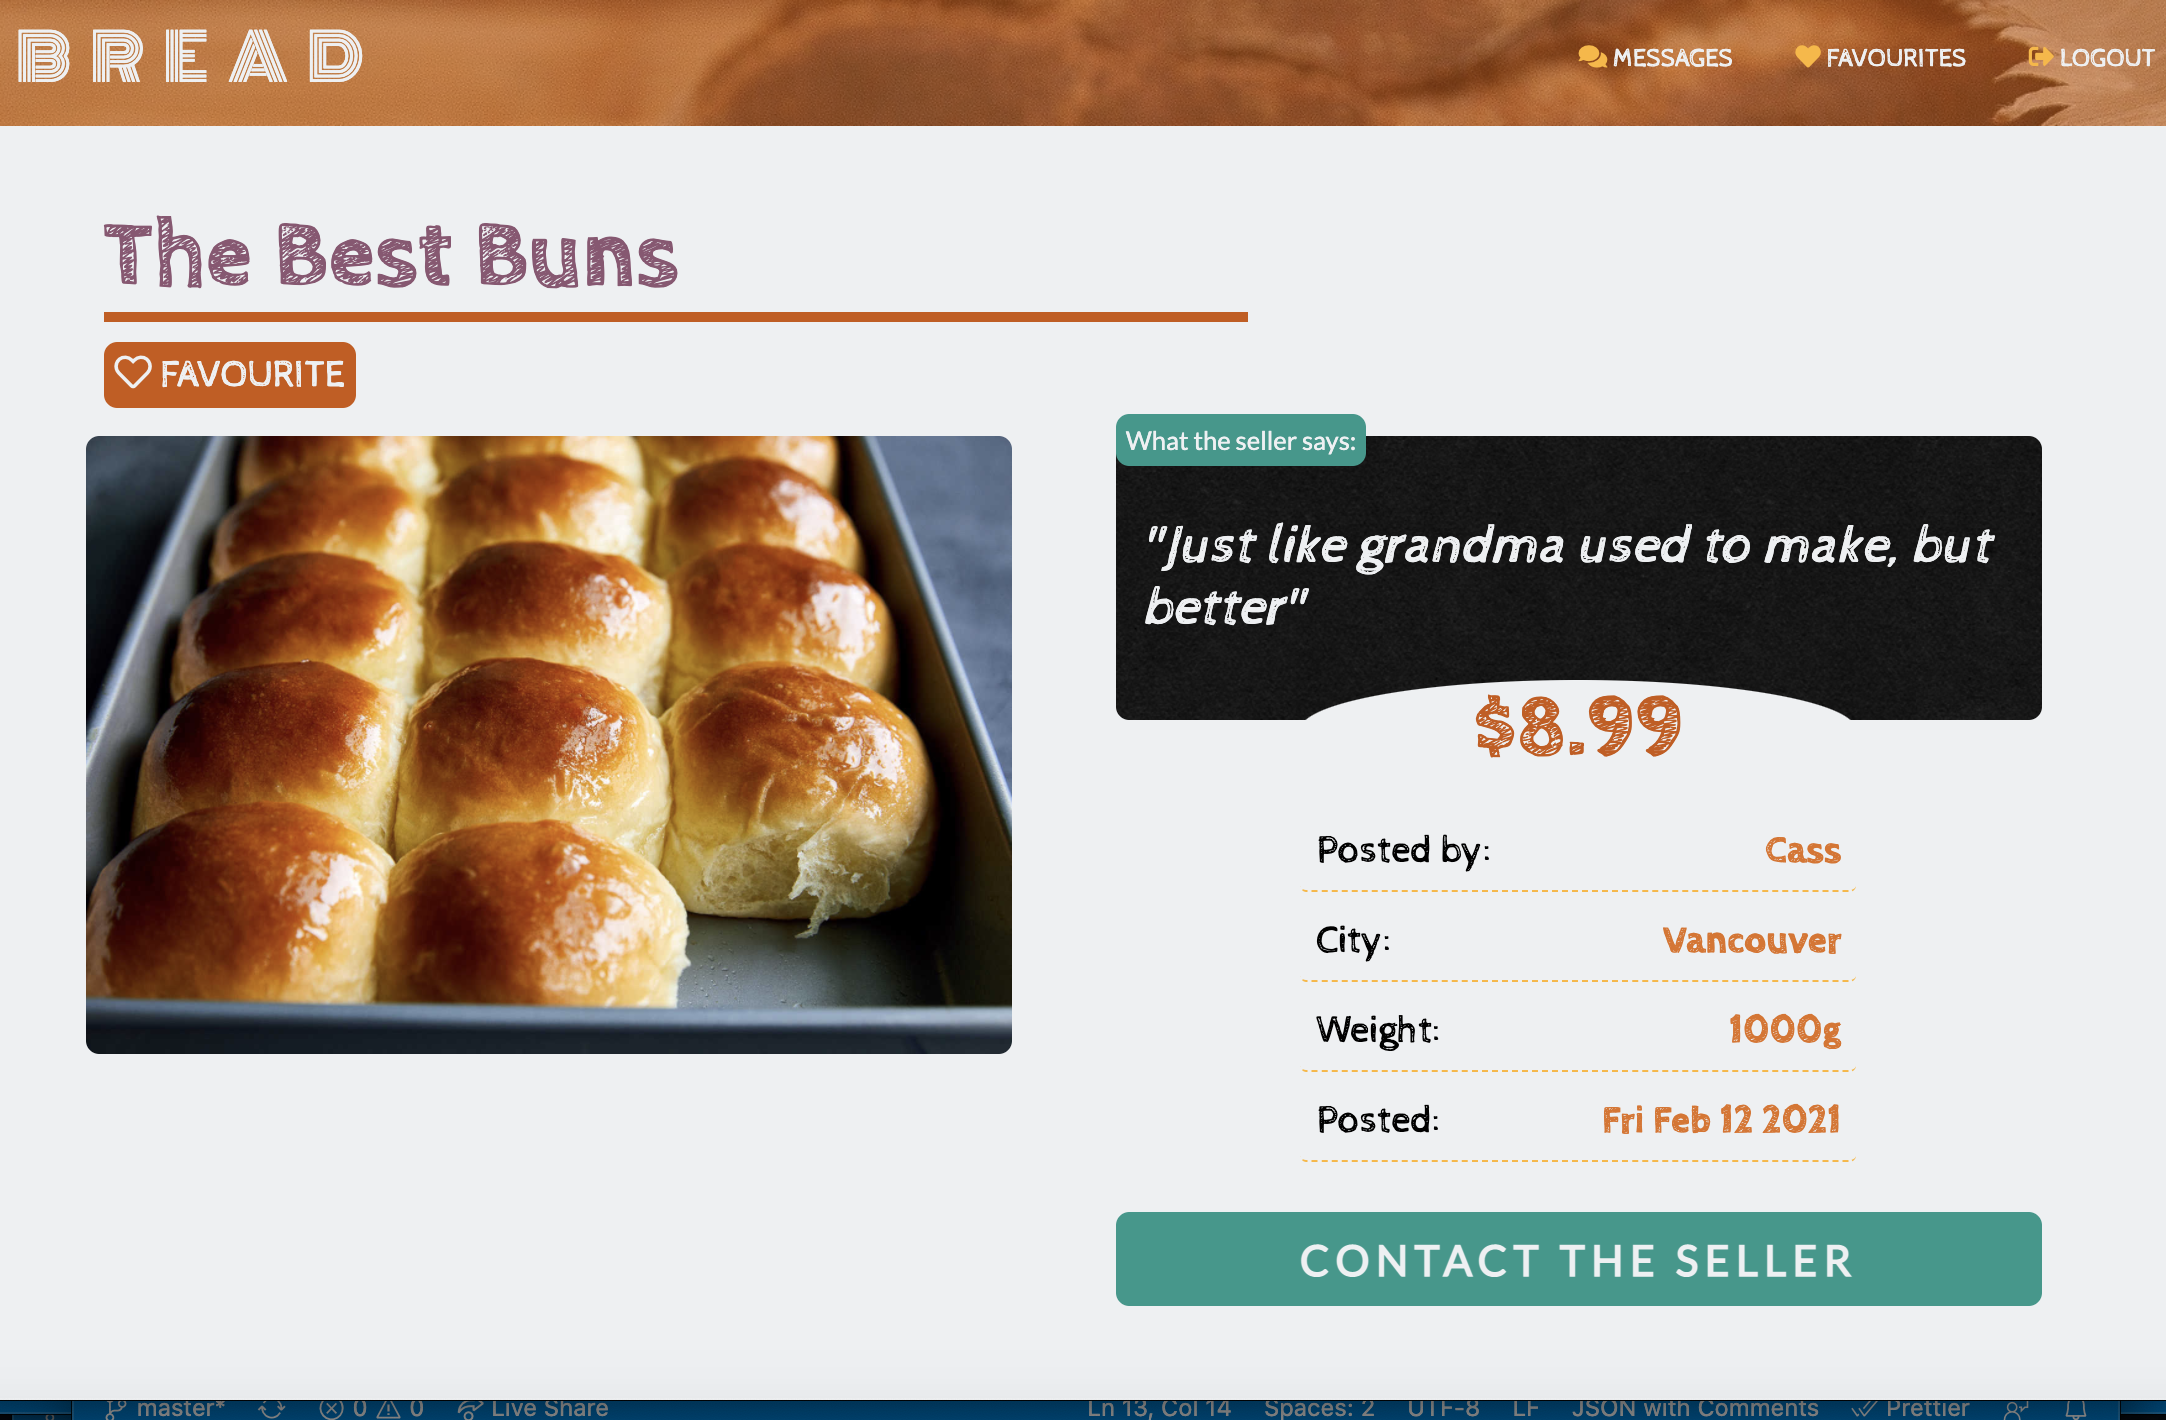 BREAD
MESSAGES FAVOURITES LOGOUT
The Best Buns
FAVOURITE
What the seller says:
"Just like grandma used to make, but
better"
$8.99
Posted by: Cass
City: Vancouver
Weight: 1000g
Posted: Fri Feb 12 2021
CONTACT THE SELLER
master* 0 0 Live Share Ln 13, Col 14 Spaces: 2 UTF-8 LF JSON with Comments Prettier